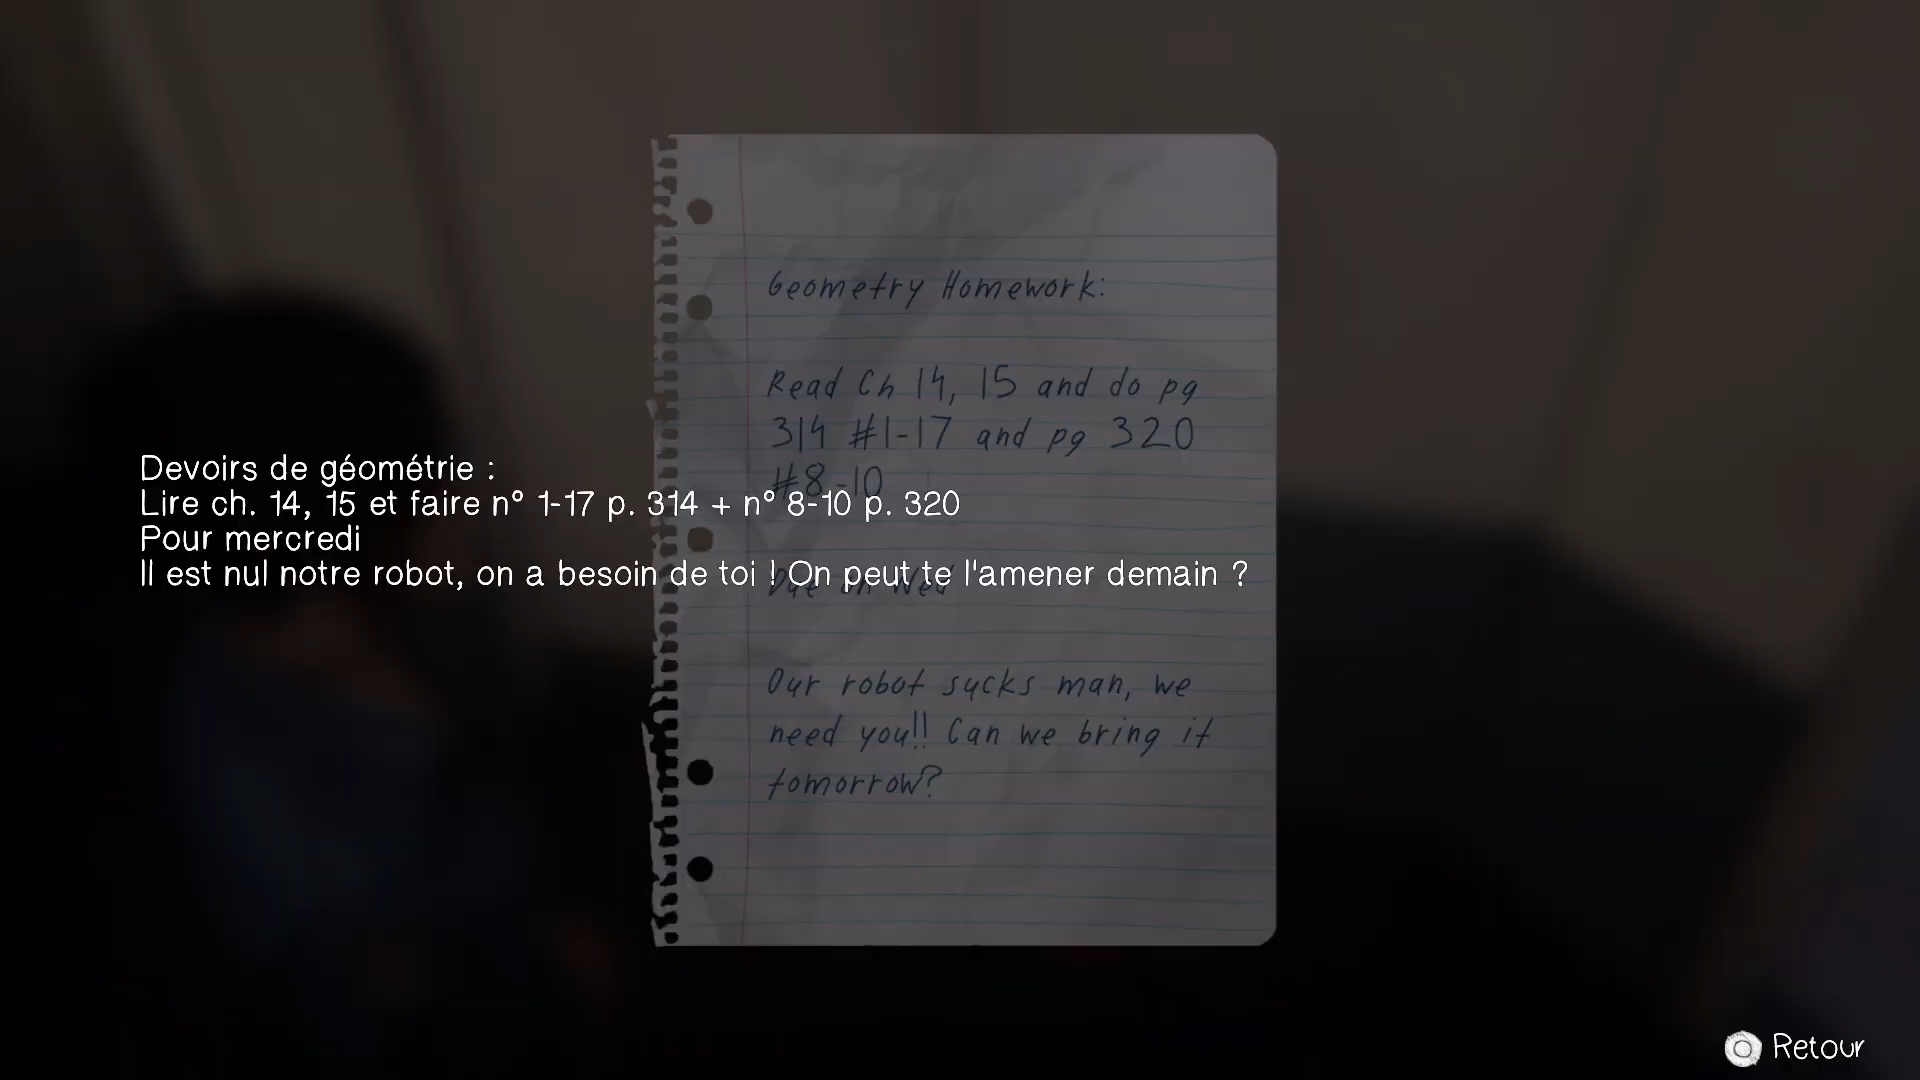 Geometry Homework:
Read Ch 14, 15 and do pg
314 #1-17 and pg 320
#8-10
Due on Wed
Our robot sucks man, we
need you!! Can we bring it
tomorrow?
Devoirs de géométrie :
Lire ch. 14, 15 et faire n° 1-17 p. 314 + n° 8-10 p. 320
Pour mercredi
Il est nul notre robot, on a besoin de toi ! On peut te l'amener demain ?
Retour